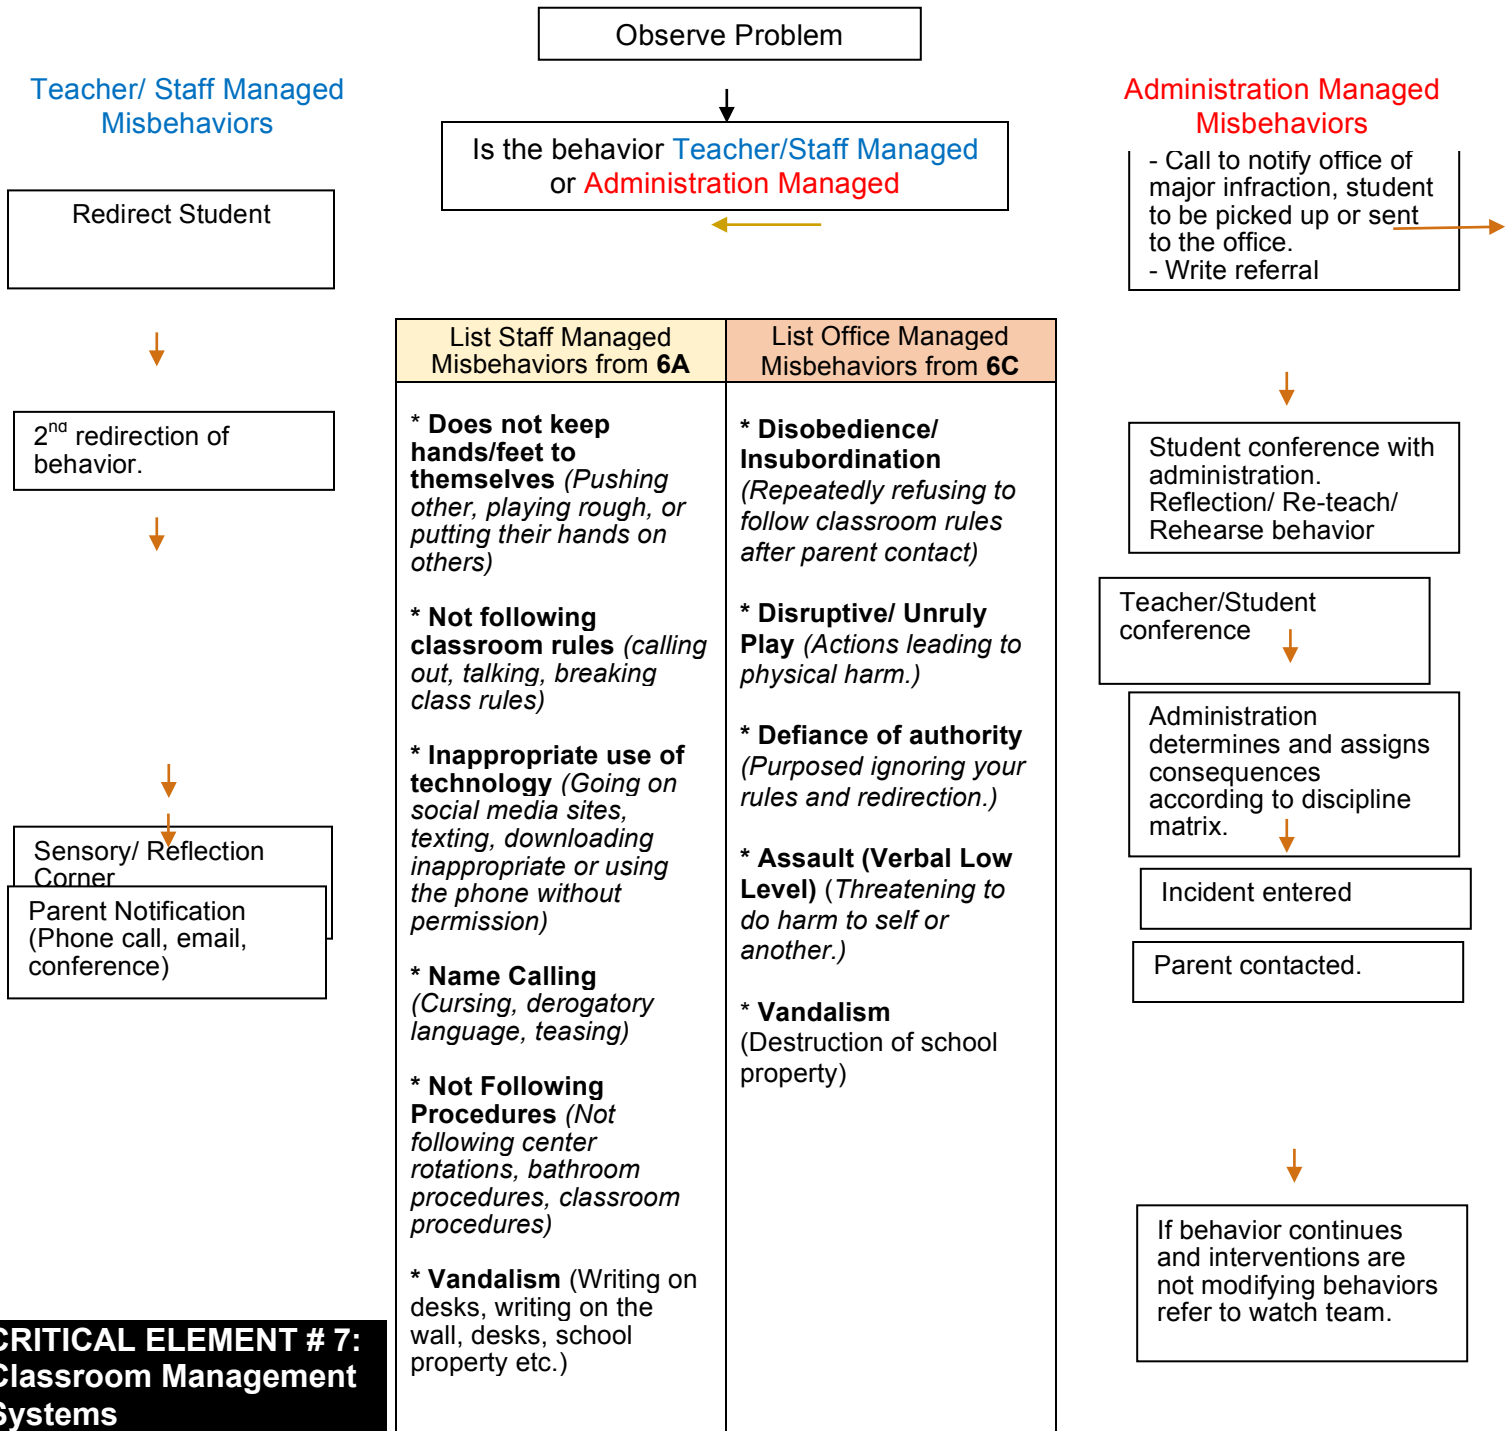 Observe Problem
Teacher/ Staff Managed
Misbehaviors
Is the behavior Teacher/Staff Managed
or Administration Managed
Administration Managed
Misbehaviors
Redirect Student
- Call to notify office of
major infraction, student
to be picked up or sent
to the office.
- Write referral
2nd redirection of
behavior.
Sensory/ Reflection
Corner
Parent Notification
(Phone call, email,
conference)
List Staff Managed
Misbehaviors from 6A
* Does not keep
hands/feet to
themselves (Pushing
other, playing rough, or
putting their hands on
others)
* Not following
classroom rules (calling
out, talking, breaking
class rules)
* Inappropriate use of
technology (Going on
social media sites,
texting, downloading
inappropriate or using
the phone without
permission)
* Name Calling
(Cursing, derogatory
language, teasing)
* Not Following
Procedures (Not
following center
rotations, bathroom
procedures, classroom
procedures)
* Vandalism (Writing on
desks, writing on the
wall, desks, school
property etc.)
List Office Managed
Misbehaviors from 6C
* Disobedience/
Insubordination
(Repeatedly refusing to
follow classroom rules
after parent contact)
* Disruptive/ Unruly
Play (Actions leading to
physical harm.)
* Defiance of authority
(Purposed ignoring your
rules and redirection.)
* Assault (Verbal Low
Level) (Threatening to
do harm to self or
another.)
* Vandalism
(Destruction of school
property)
Student conference with
administration.
Reflection/ Re-teach/
Rehearse behavior
Teacher/Student
conference
Administration
determines and assigns
consequences
according to discipline
matrix.
Incident entered
Parent contacted.
If behavior continues
and interventions are
not modifying behaviors
refer to watch team.
CRITICAL ELEMENT # 7:
Classroom Management
Systems